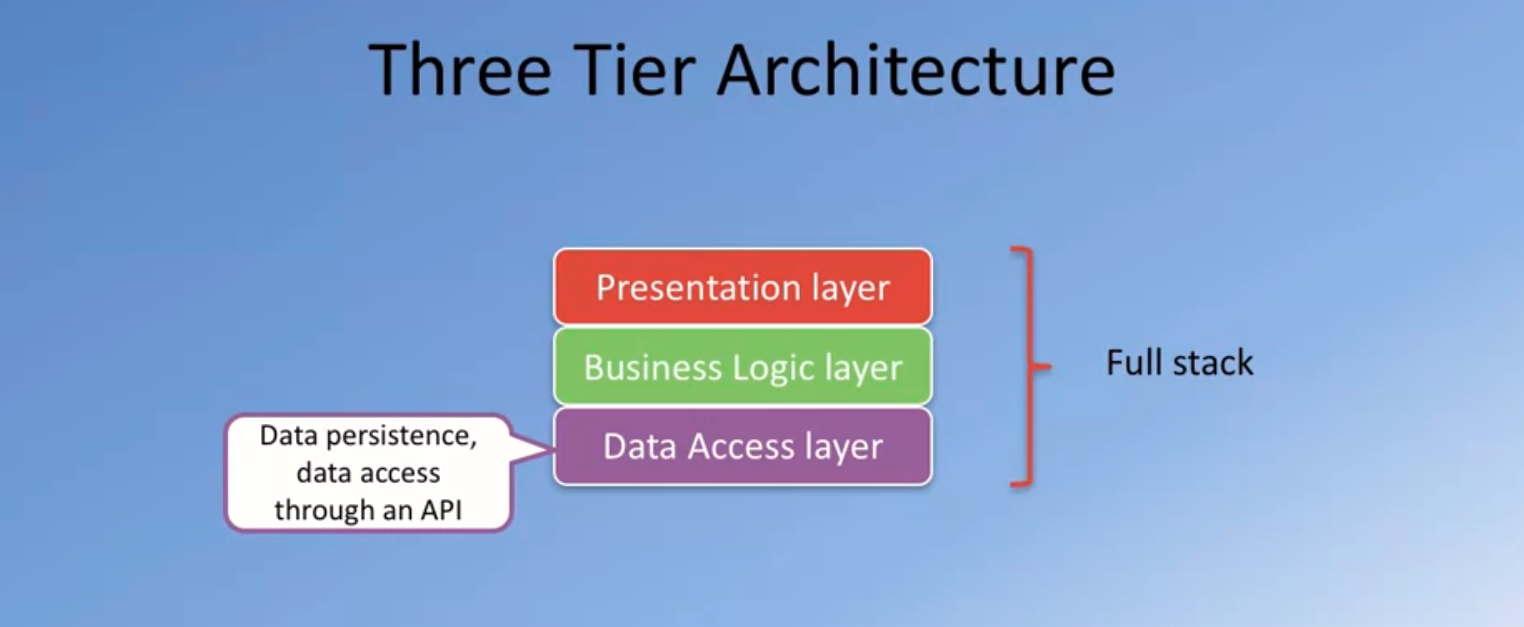 Three Tier Architecture
Presentation layer
Business Logic layer
Full stack
Data Access layer
Data persistence,
data access
through an API